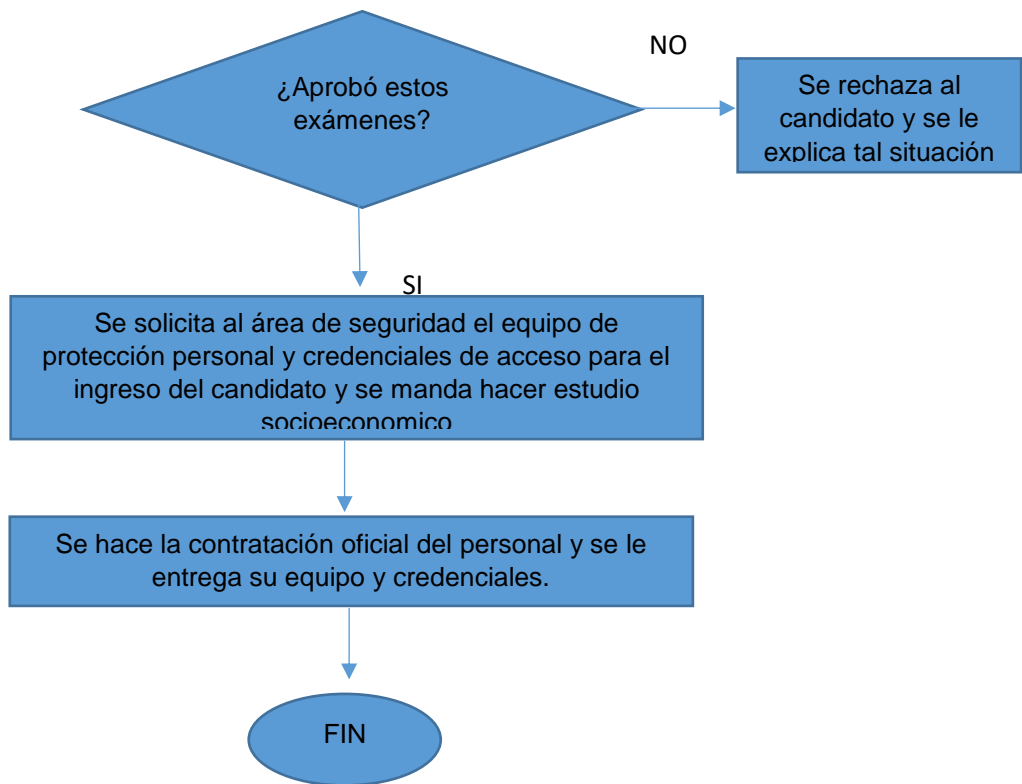 ¿Aprobó estos
exámenes?
NO
Se rechaza al
candidato y se le
explica tal situación
SI
Se solicita al área de seguridad el equipo de
protección personal y credenciales de acceso para el
ingreso del candidato y se manda hacer estudio
socioeconomico
Se hace la contratación oficial del personal y se le
entrega su equipo y credenciales.
FIN